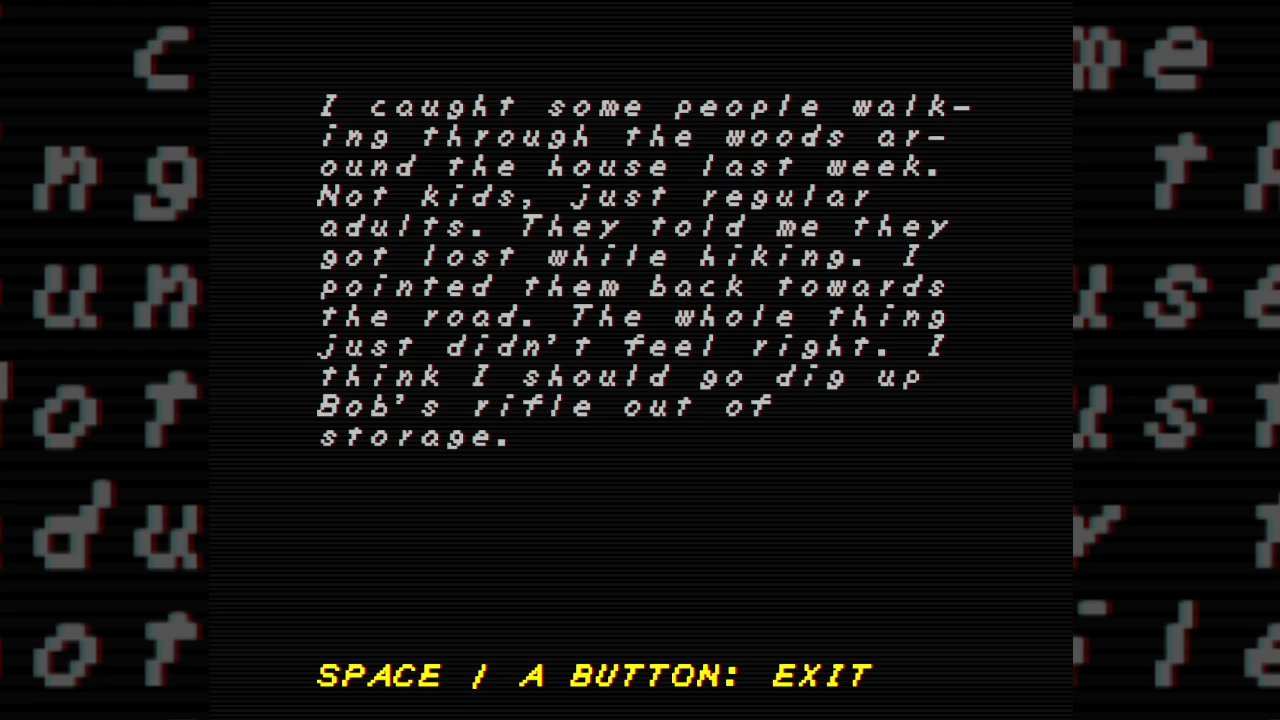 I caught some people walk-
ing through the woods ar-
ound the house last week.
Not kids, just regular
adults. They told me they
got lost while hiking. I
pointed them back towards
the road. The whole thing
just didn't feel right. I
think I should go dig up
Bob's rifle out of
storage.
SPACE / A BUTTON: EXIT